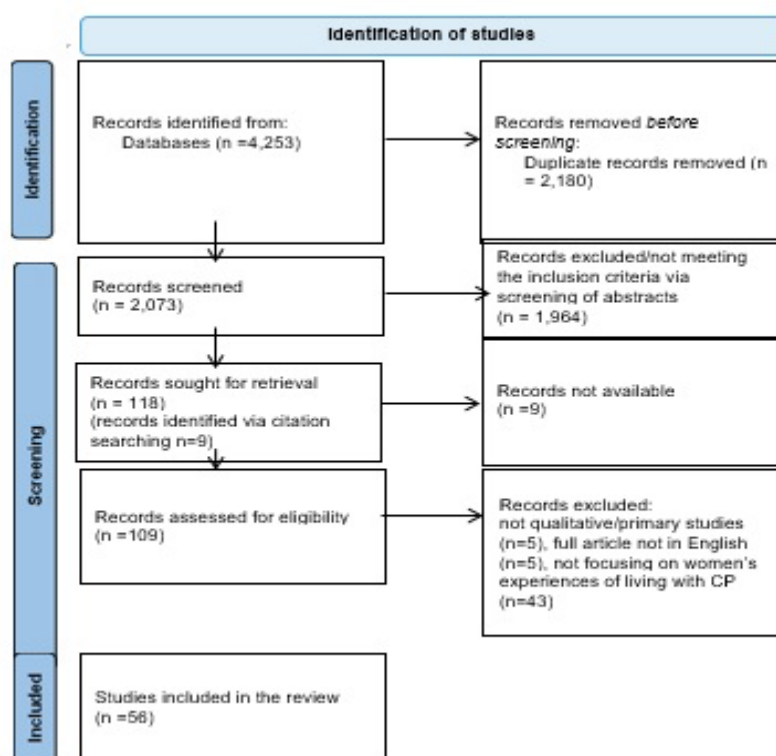 Identification of studies
Identification
Records identified from:
Databases (n =4,253)
Records removed before
screening:
Duplicate records removed (n
= 2,180)
Screening
Records screened
(n = 2,073)
Records excluded/not meeting
the inclusion criteria via
screening of abstracts
(n = 1,964)
Records sought for retrieval
(n = 118)
(records identified via citation
searching n=9)
Records not available
(n =9)
Records assessed for eligibility
(n =109)
Records excluded:
not qualitative/primary studies
(n=5), full article not in English
(n=5), not focusing on women's
experiences of living with CP
(n=43)
Included
Studies included in the review
(n =56)